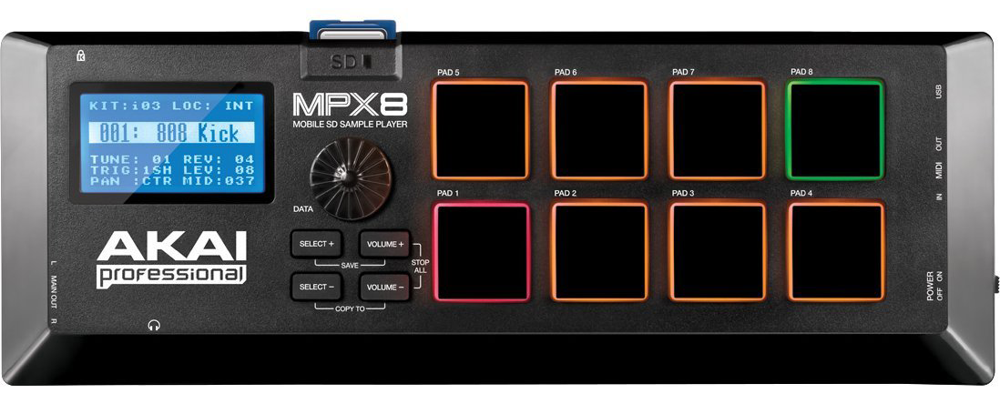 SD
KIT:i03 LOC: INT
001: 808 Kick
TUNE: 01 REV: 04
TRIG:1SH LEV: 08
PAN :CTR MID:037
MPX8
MOBILE SD SAMPLE PLAYER
DATA
AKAI
professional
SELECT +
VOLUME +
SAVE
STOP
ALL
SELECT –
VOLUME –
COPY TO
PAD 5
PAD 6
PAD 7
PAD 8
PAD 1
PAD 2
PAD 3
PAD 4
L MAIN OUT R
USB
IN MIDI OUT
POWER
OFF ON